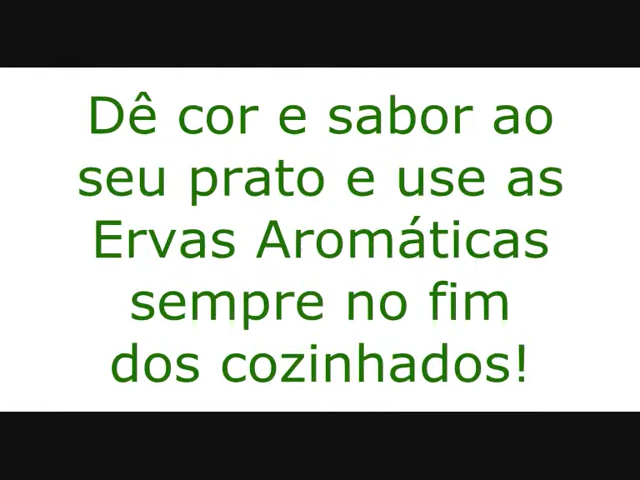 Dê cor e sabor ao
seu prato e use as
Ervas Aromáticas
sempre no fim
dos cozinhados!